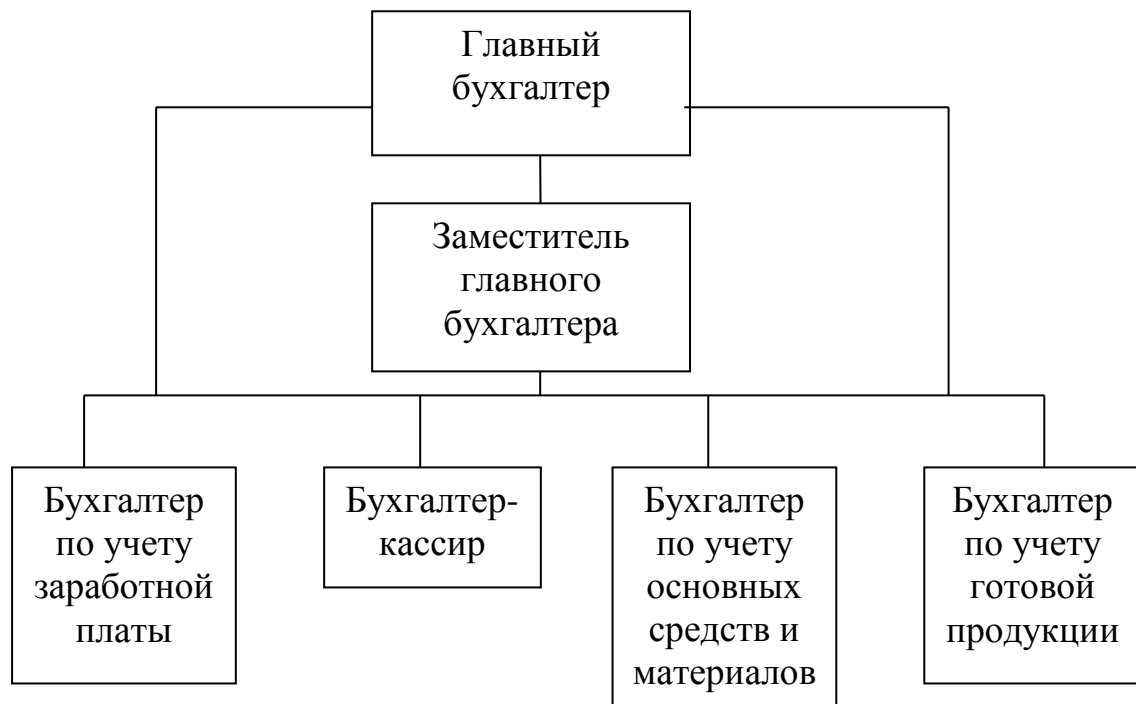 Главный
бухгалтер
Заместитель
главного
бухгалтера
Бухгалтер
по учету
заработной
платы
Бухгалтер-
кассир
Бухгалтер
по учету
основных
средств и
материалов
Бухгалтер
по учету
готовой
продукции